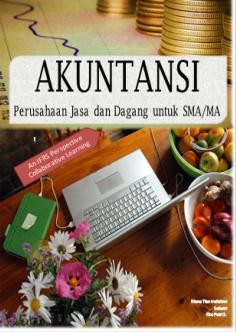 AKUNTANSI
Perusahaan Jasa dan Dagang untuk SMA/MA
An IFRS Perspective
Collaborative Learning